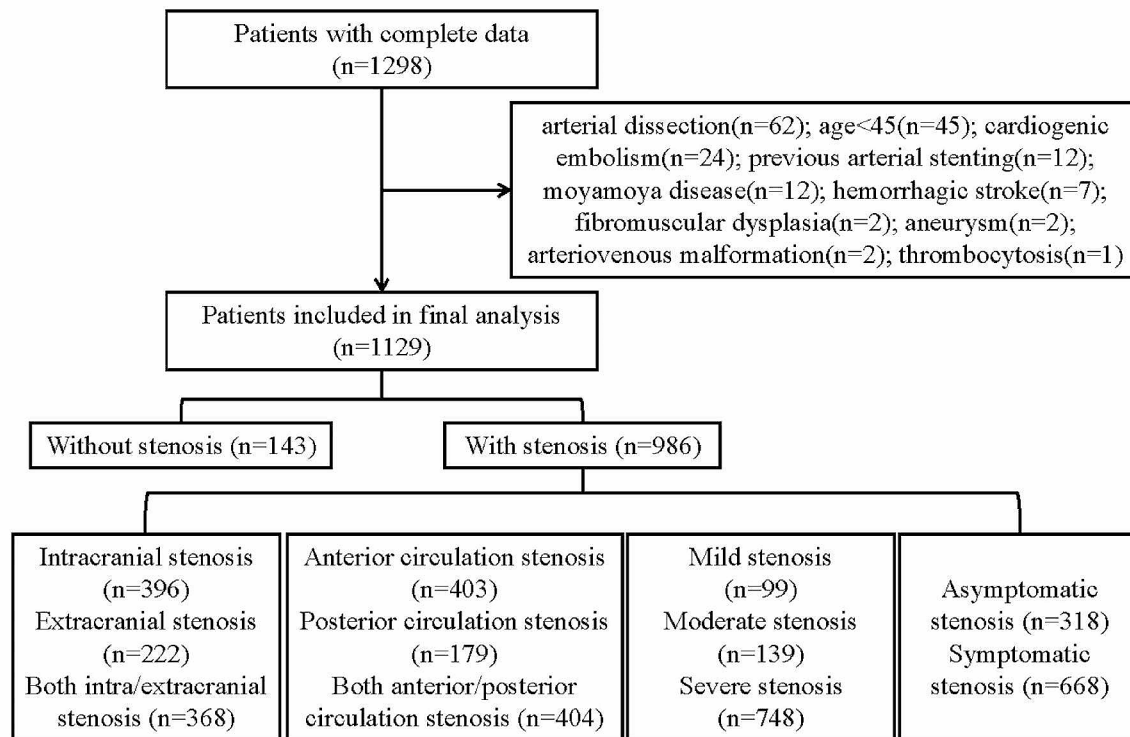 Patients with complete data
(n=1298)
arterial dissection(n=62); age<45(n=45); cardiogenic
embolism(n=24); previous arterial stenting(n=12);
moyamoya disease(n=12); hemorrhagic stroke(n=7);
fibromuscular dysplasia(n=2); aneurysm(n=2);
arteriovenous malformation(n=2); thrombocytosis(n=1)
Patients included in final analysis
(n=1129)
Without stenosis (n=143)
With stenosis (n=986)
Intracranial stenosis
(n=396)
Extracranial stenosis
(n=222)
Both intra/extracranial
stenosis (n=368)
Anterior circulation stenosis
(n=403)
Posterior circulation stenosis
(n=179)
Both anterior/posterior
circulation stenosis (n=404)
Mild stenosis
(n=99)
Moderate stenosis
(n=139)
Severe stenosis
(n=748)
Asymptomatic
stenosis (n=318)
Symptomatic
stenosis (n=668)